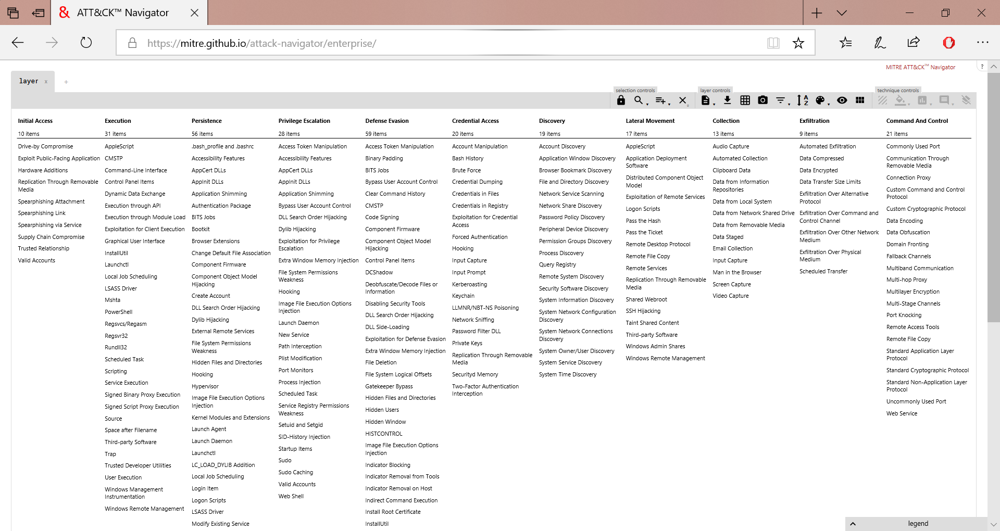 ATT&CK™ Navigator
https://mitre.github.io/attack-navigator/enterprise/
MITRE ATT&CK™ Navigator
?
layer x +
selection controls
layer controls
technique controls
Initial Access
10 items
Drive-by Compromise
Exploit Public-Facing Application
Hardware Additions
Replication Through Removable
Media
Spearphishing Attachment
Spearphishing Link
Spearphishing via Service
Supply Chain Compromise
Trusted Relationship
Valid Accounts
Execution
31 items
AppleScript
CMSTP
Command-Line Interface
Control Panel Items
Dynamic Data Exchange
Execution through API
Execution through Module Load
Exploitation for Client Execution
Graphical User Interface
InstallUtil
Launchctl
Local Job Scheduling
LSASS Driver
Mshta
PowerShell
Regsvcs/Regasm
Regsvr32
Rundll32
Scheduled Task
Scripting
Service Execution
Signed Binary Proxy Execution
Signed Script Proxy Execution
Source
Space after Filename
Third-party Software
Trap
Trusted Developer Utilities
User Execution
Windows Management
Instrumentation
Windows Remote Management
Persistence
56 items
.bash_profile and .bashrc
Accessibility Features
AppCert DLLs
AppInit DLLs
Application Shimming
Authentication Package
BITS Jobs
Bootkit
Browser Extensions
Change Default File Association
Component Firmware
Component Object Model
Hijacking
Create Account
DLL Search Order Hijacking
Dylib Hijacking
External Remote Services
File System Permissions
Weakness
Hidden Files and Directories
Hooking
Hypervisor
Image File Execution Options
Injection
Kernel Modules and Extensions
Launch Agent
Launch Daemon
Launchctl
LC_LOAD_DYLIB Addition
Local Job Scheduling
Login Item
Logon Scripts
LSASS Driver
Modify Existing Service
Privilege Escalation
28 items
Access Token Manipulation
Accessibility Features
AppCert DLLs
AppInit DLLs
Application Shimming
Bypass User Account Control
DLL Search Order Hijacking
Dylib Hijacking
Exploitation for Privilege
Escalation
Extra Window Memory Injection
File System Permissions
Weakness
Hooking
Image File Execution Options
Injection
Launch Daemon
New Service
Path Interception
Plist Modification
Port Monitors
Process Injection
Scheduled Task
Service Registry Permissions
Weakness
Setuid and Setgid
SID-History Injection
Startup Items
Sudo
Sudo Caching
Valid Accounts
Web Shell
Defense Evasion
59 items
Access Token Manipulation
Binary Padding
BITS Jobs
Bypass User Account Control
Clear Command History
CMSTP
Code Signing
Component Firmware
Component Object Model
Hijacking
Control Panel Items
DCShadow
Deobfuscate/Decode Files or
Information
Disabling Security Tools
DLL Search Order Hijacking
DLL Side-Loading
Exploitation for Defense Evasion
Extra Window Memory Injection
File Deletion
File System Logical Offsets
Gatekeeper Bypass
Hidden Files and Directories
Hidden Users
Hidden Window
HISTCONTROL
Image File Execution Options
Injection
Indicator Blocking
Indicator Removal from Tools
Indicator Removal on Host
Indirect Command Execution
Install Root Certificate
InstallUtil
Credential Access
20 items
Account Manipulation
Bash History
Brute Force
Credential Dumping
Credentials in Files
Credentials in Registry
Exploitation for Credential
Access
Forced Authentication
Hooking
Input Capture
Input Prompt
Kerberoasting
Keychain
LLMNR/NBT-NS Poisoning
Network Sniffing
Password Filter DLL
Private Keys
Replication Through Removable
Media
Securityd Memory
Two-Factor Authentication
Interception
Discovery
19 items
Account Discovery
Application Window Discovery
Browser Bookmark Discovery
File and Directory Discovery
Network Service Scanning
Network Share Discovery
Password Policy Discovery
Peripheral Device Discovery
Permission Groups Discovery
Process Discovery
Query Registry
Remote System Discovery
Security Software Discovery
System Information Discovery
System Network Configuration
Discovery
System Network Connections
Discovery
System Owner/User Discovery
System Service Discovery
System Time Discovery
Lateral Movement
17 items
AppleScript
Application Deployment
Software
Distributed Component Object
Model
Exploitation of Remote Services
Logon Scripts
Pass the Hash
Pass the Ticket
Remote Desktop Protocol
Remote File Copy
Remote Services
Replication Through Removable
Media
Shared Webroot
SSH Hijacking
Taint Shared Content
Third-party Software
Windows Admin Shares
Windows Remote Management
Collection
13 items
Audio Capture
Automated Collection
Clipboard Data
Data from Information
Repositories
Data from Local System
Data from Network Shared Drive
Data from Removable Media
Data Staged
Email Collection
Input Capture
Man in the Browser
Screen Capture
Video Capture
Exfiltration
9 items
Automated Exfiltration
Data Compressed
Data Encrypted
Data Transfer Size Limits
Exfiltration Over Alternative
Protocol
Exfiltration Over Command and
Control Channel
Exfiltration Over Other Network
Medium
Exfiltration Over Physical
Medium
Scheduled Transfer
Command And Control
21 items
Commonly Used Port
Communication Through
Removable Media
Connection Proxy
Custom Command and Control
Protocol
Custom Cryptographic Protocol
Data Encoding
Data Obfuscation
Domain Fronting
Fallback Channels
Multiband Communication
Multi-hop Proxy
Multilayer Encryption
Multi-Stage Channels
Port Knocking
Remote Access Tools
Remote File Copy
Standard Application Layer
Protocol
Standard Cryptographic Protocol
Standard Non-Application Layer
Protocol
Uncommonly Used Port
Web Service
legend